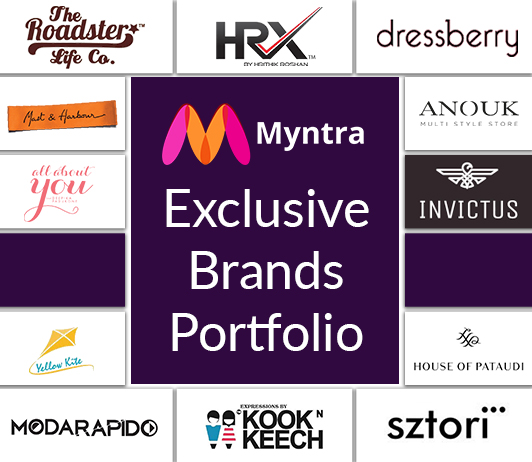 The
Roadster™
Life Co.
HRX™
BY HRITHIK ROSHAN
dressberry
Mast & Harbour
ANOUK
MULTI STYLE STORE
Myntra
all about
you
INVICTUS
Exclusive
Brands
Portfolio
Yellow Kite
HOUSE OF PATAUDI
MODARAPIDO
EXPRESSIONS BY
KOOK N
KEECH
sztori